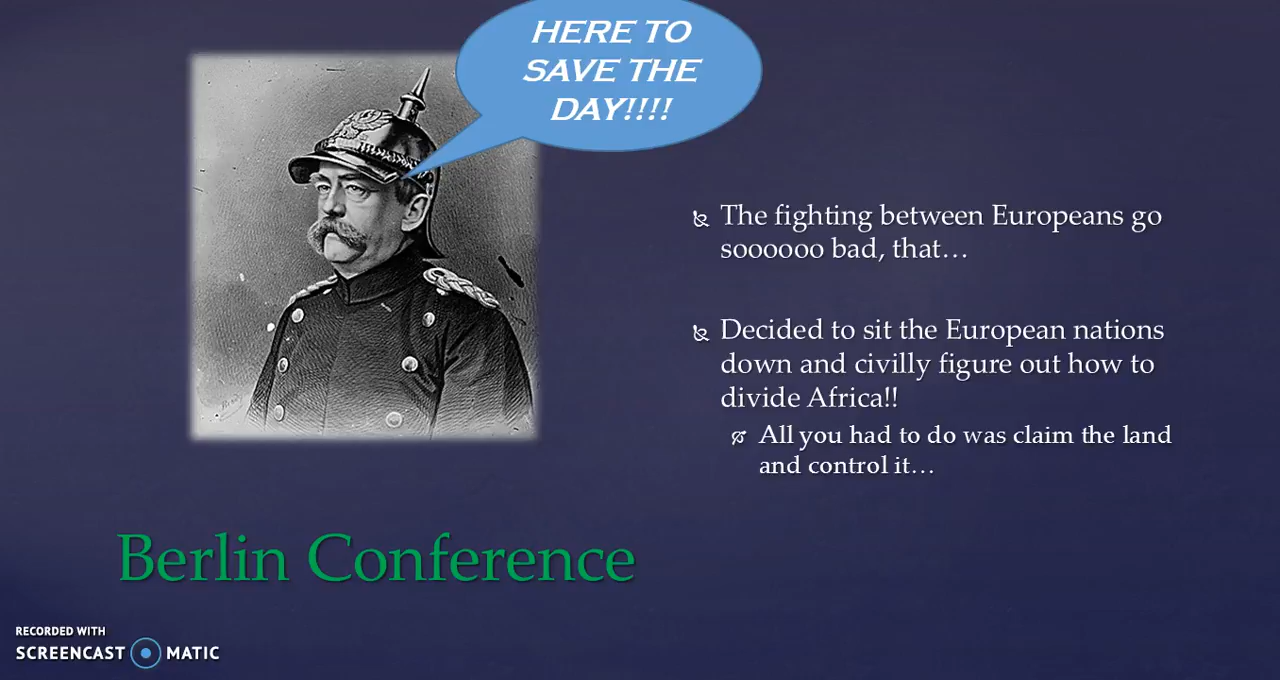 HERE TO
SAVE THE
DAY!!!!
The fighting between Europeans go
soooooo bad, that…
Decided to sit the European nations
down and civilly figure out how to
divide Africa!!
All you had to do was claim the land
and control it…
Berlin Conference
RECORDED WITH
SCREENCAST MATIC